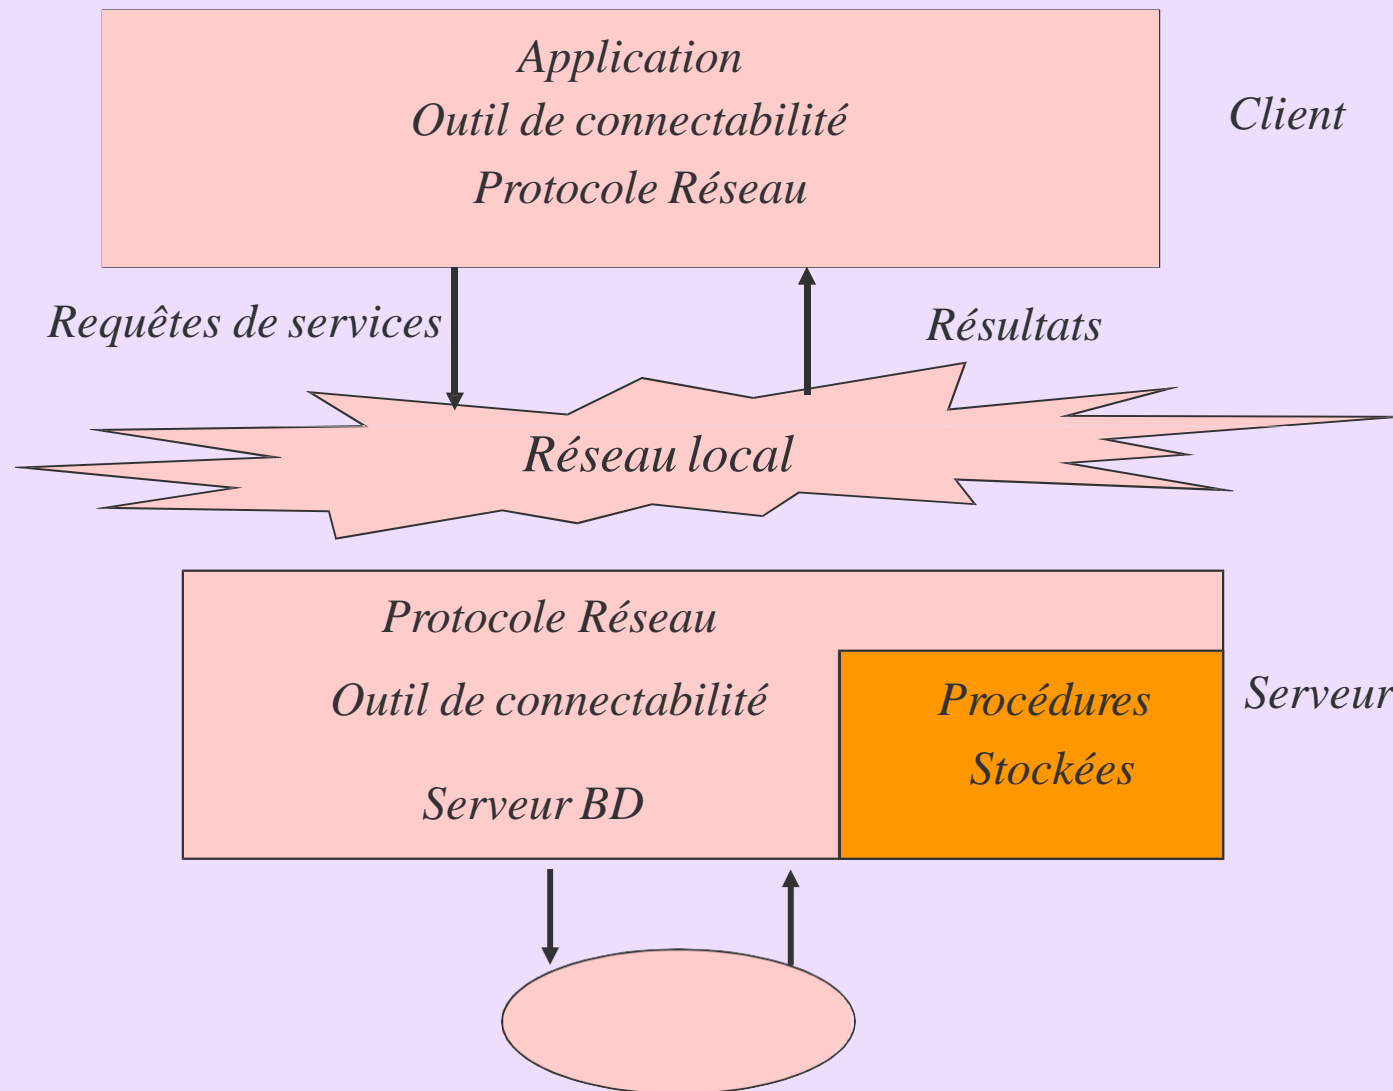 Application
Outil de connectabilité
Protocole Réseau
Client
Requêtes de services
Résultats
Réseau local
Protocole Réseau
Outil de connectabilité
Serveur BD
Procédures
Stockées
Serveur